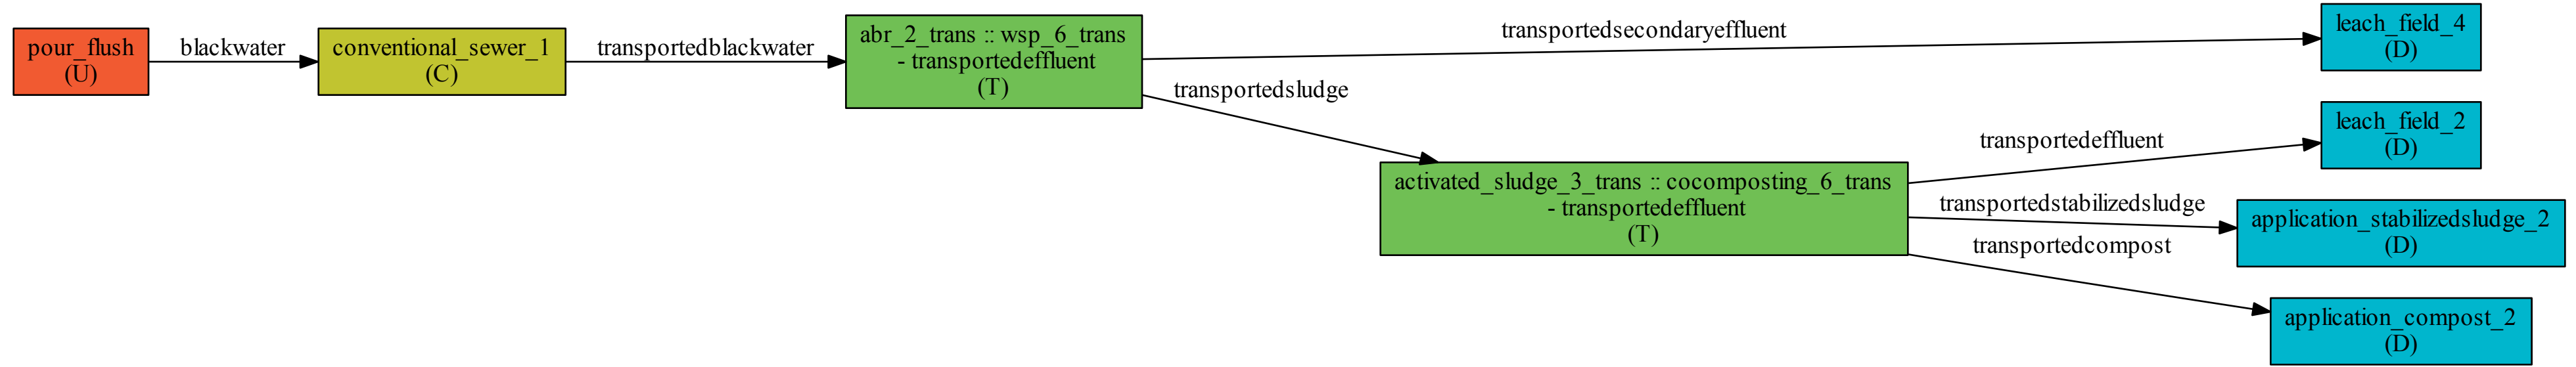 pour_flush
(U)
blackwater
conventional_sewer_1
(C)
transportedblackwater
abr_2_trans :: wsp_6_trans
- transportedeffluent
(T)
transportedsecondaryeffluent
leach_field_4
(D)
transportedsludge
activated_sludge_3_trans :: cocomposting_6_trans
- transportedeffluent
(T)
transportedeffluent
leach_field_2
(D)
transportedstabilizedsludge
application_stabilizedsludge_2
(D)
transportedcompost
application_compost_2
(D)